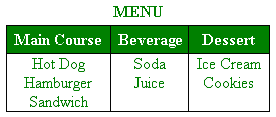 MENU
Main Course Beverage Dessert
Hot Dog Soda Ice Cream
Hamburger Juice Cookies
Sandwich